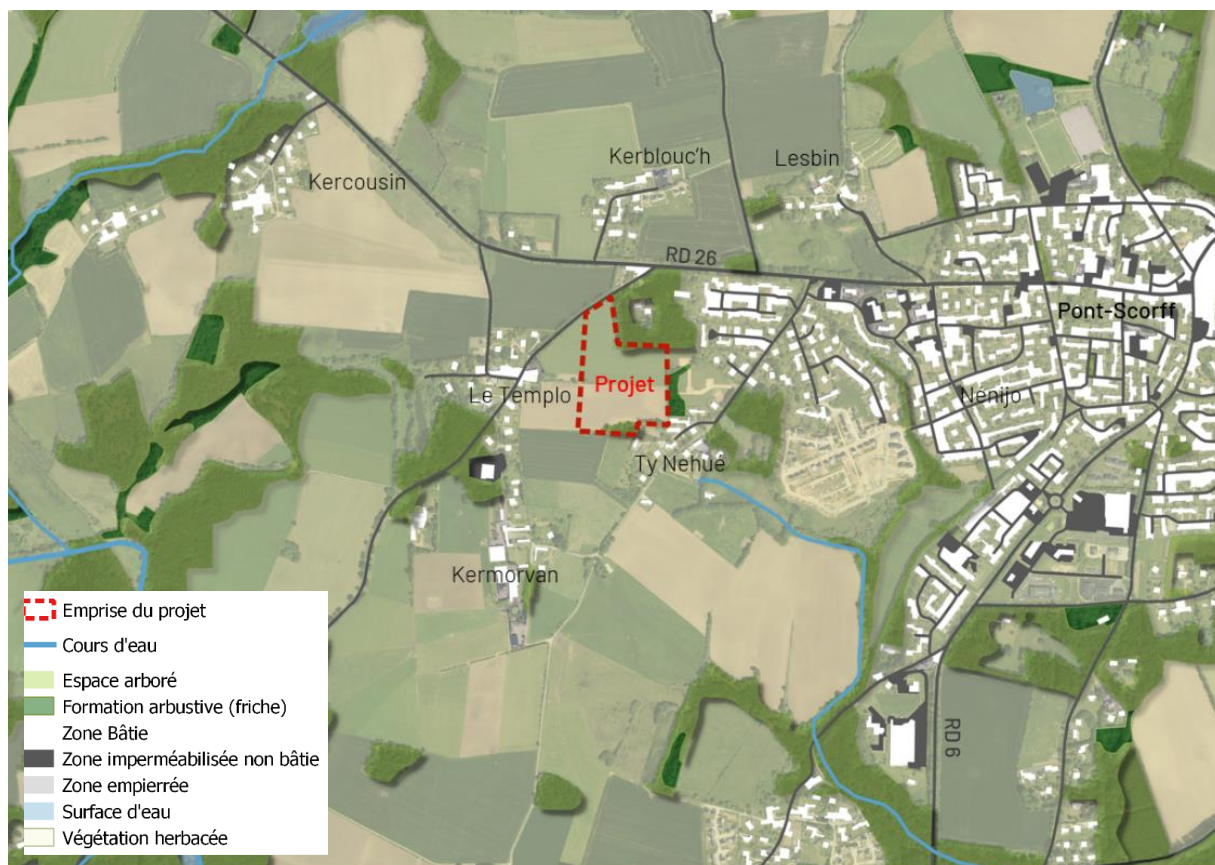 Kerblouc'h
Lesbin
Kercousin
RD 26
Pont-Scorff
Projet
Le Templo
Nénijo
Ty Nehué
Kermorvan
RD 6
Emprise du projet
Cours d'eau
Espace arboré
Formation arbustive (friche)
Zone Bâtie
Zone imperméabilisée non bâtie
Zone empierrée
Surface d'eau
Végétation herbacée